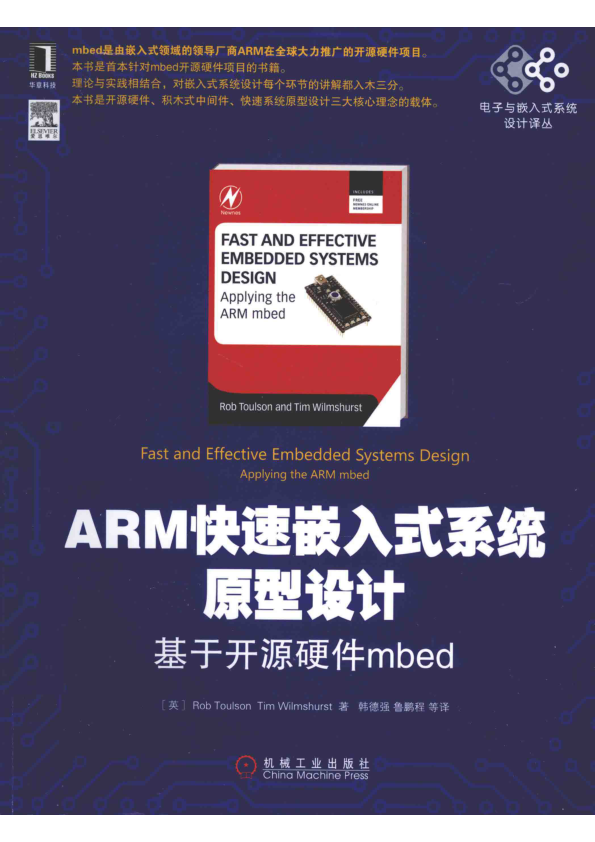 mbed是由嵌入式领域的领导厂商ARM在全球大力推广的开源硬件项目。
本书是首本针对mbed开源硬件项目的书籍。
理论与实践相结合，对嵌入式系统设计每个环节的讲解都入木三分。
本书是开源硬件、积木式中间件、快速系统原型设计三大核心理念的载体。
HZ Books
华章科技
ELSEVIER
爱思唯尔
电子与嵌入式系统
设计译丛
Newnes
INCLUDES
FREE
NEWNES ONLINE
MEMBERSHIP
FAST AND EFFECTIVE
EMBEDDED SYSTEMS
DESIGN
Applying the
ARM mbed
Rob Toulson and Tim Wilmshurst
Fast and Effective Embedded Systems Design
Applying the ARM mbed
ARM快速嵌入式系统
原型设计
基于开源硬件mbed
［英］ Rob Toulson Tim Wilmshurst 著 韩德强 鲁鹏程 等译
机械工业出版社
China Machine Press